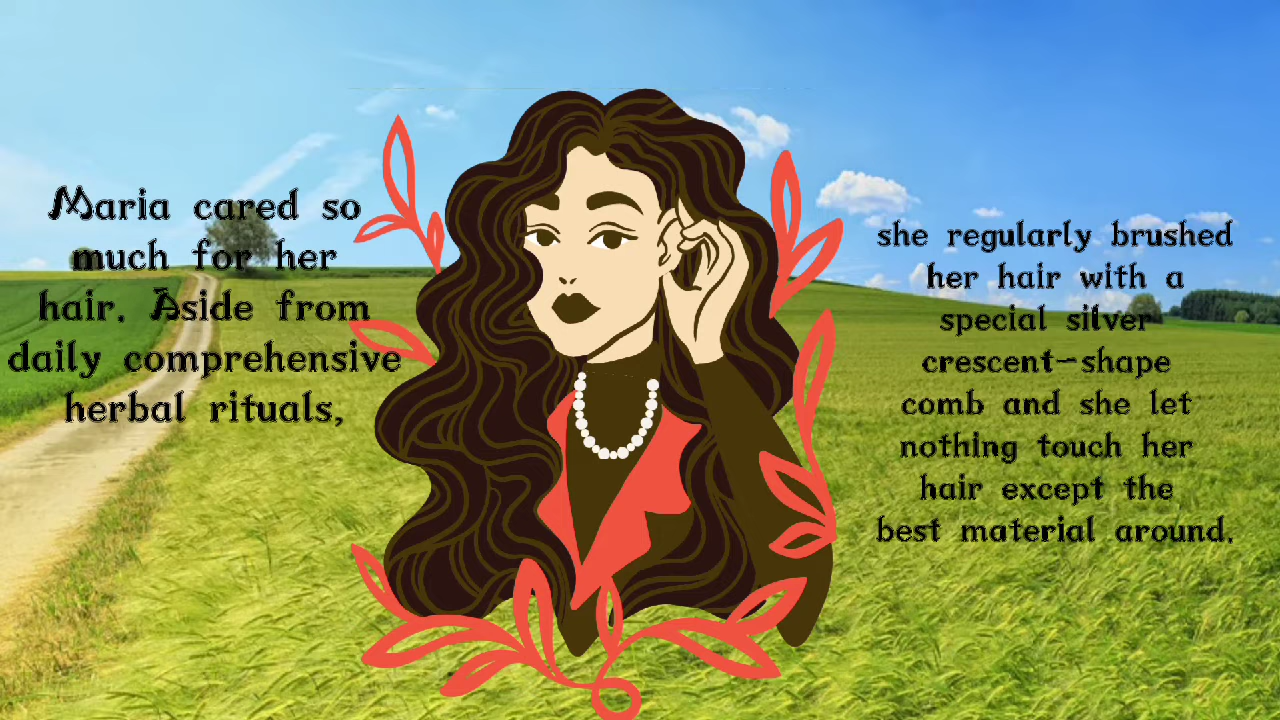 Maria cared so
much for her
hair. Aside from
daily comprehensive
herbal rituals,
she regularly brushed
her hair with a
special silver
crescent-shape
comb and she let
nothing touch her
hair except the
best material around.